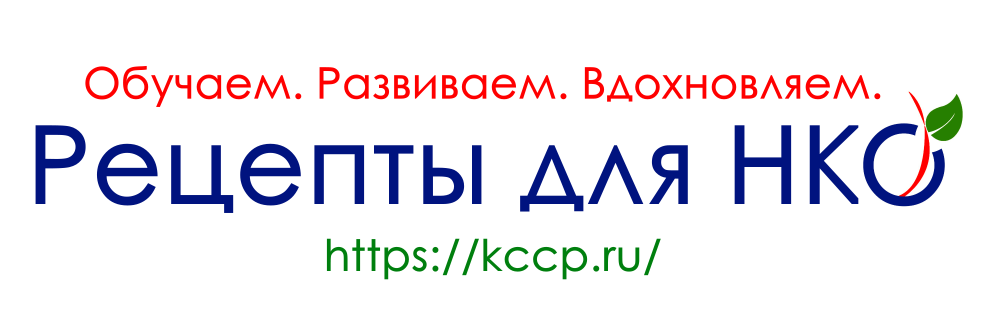 Обучаем. Развиваем. Вдохновляем.
Рецепты для НКО
https://kccp.ru/